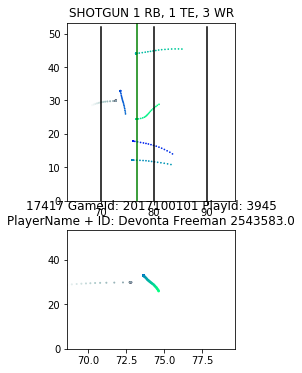 SHOTGUN 1 RB, 1 TE, 3 WR
50
40
30
20
10
0
70 80 90
17417 GameId: 2017100101 PlayId: 3945
PlayerName + ID: Devonta Freeman 2543583.0
40
20
0
70.0 72.5 75.0 77.5